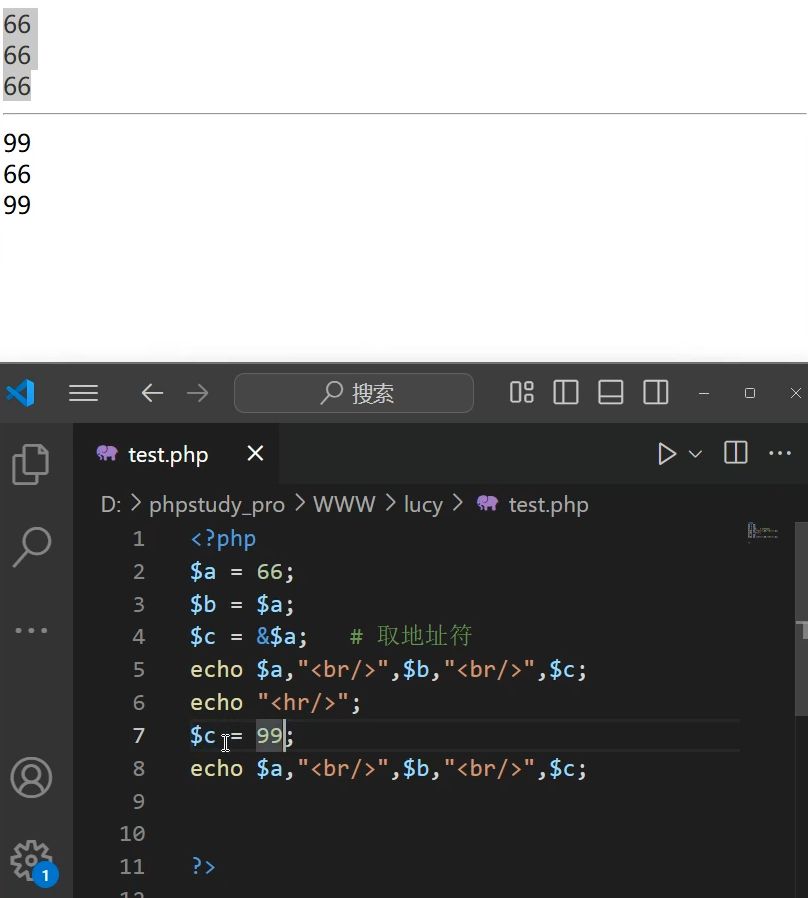 66
66
66
99
66
99
搜索
test.php
D: > phpstudy_pro > WWW > lucy > test.php
1 <?php
2 $a = 66;
3 $b = $a;
4 $c = &$a;   # 取地址符
5 echo $a,"<br/>",$b,"<br/>",$c;
6 echo "<hr/>";
7 $c = 99;
8 echo $a,"<br/>",$b,"<br/>",$c;
9
10
11 ?>
12
1